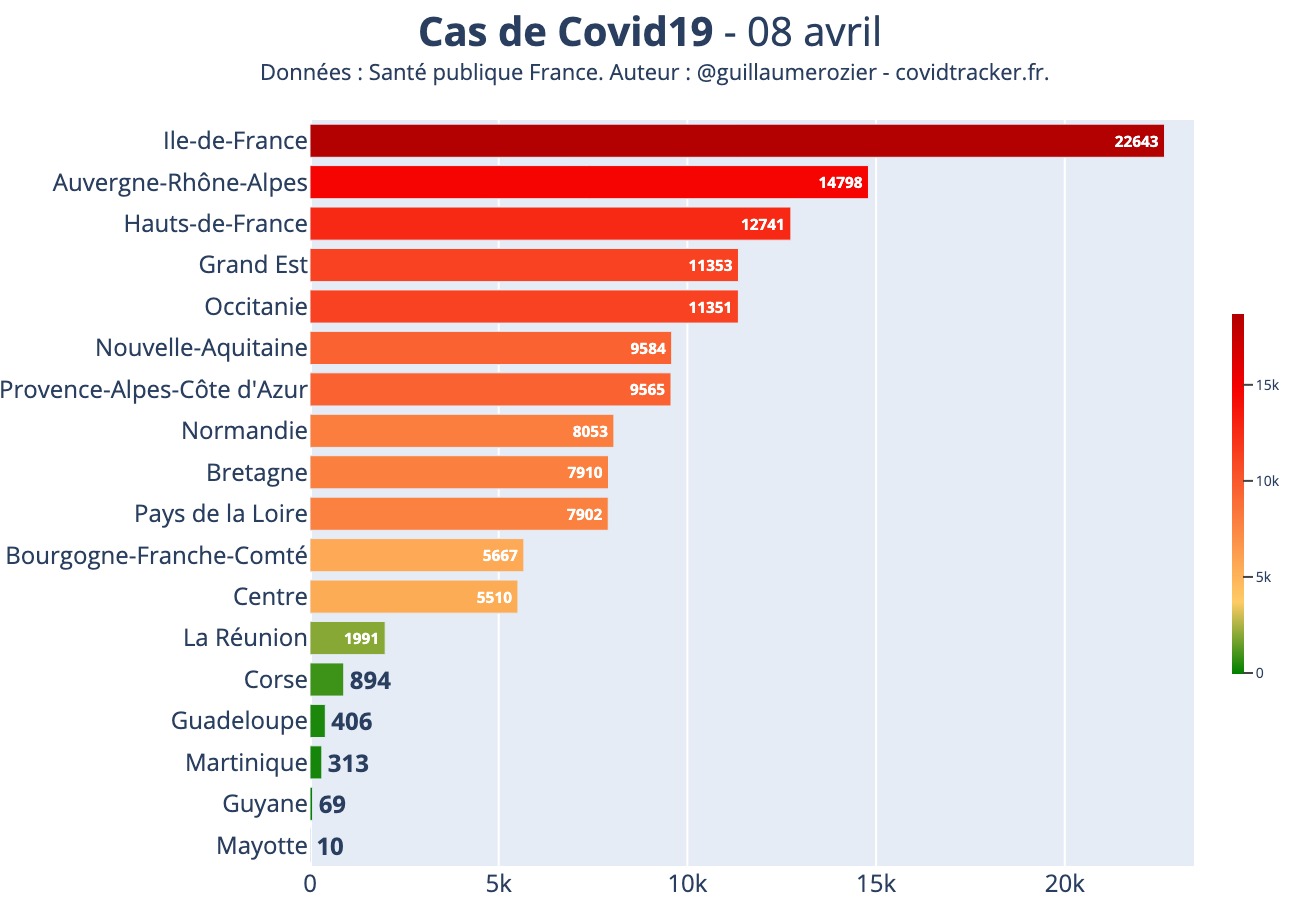 Cas de Covid19 - 08 avril
Données : Santé publique France. Auteur : @guillaumerozier - covidtracker.fr.
Ile-de-France 22643
Auvergne-Rhône-Alpes 14798
Hauts-de-France 12741
Grand Est 11353
Occitanie 11351
Nouvelle-Aquitaine 9584
Provence-Alpes-Côte d'Azur 9565
Normandie 8053
Bretagne 7910
Pays de la Loire 7902
Bourgogne-Franche-Comté 5667
Centre 5510
La Réunion 1991
Corse 894
Guadeloupe 406
Martinique 313
Guyane 69
Mayotte 10
0 5k 10k 15k 20k
15k
10k
5k
0